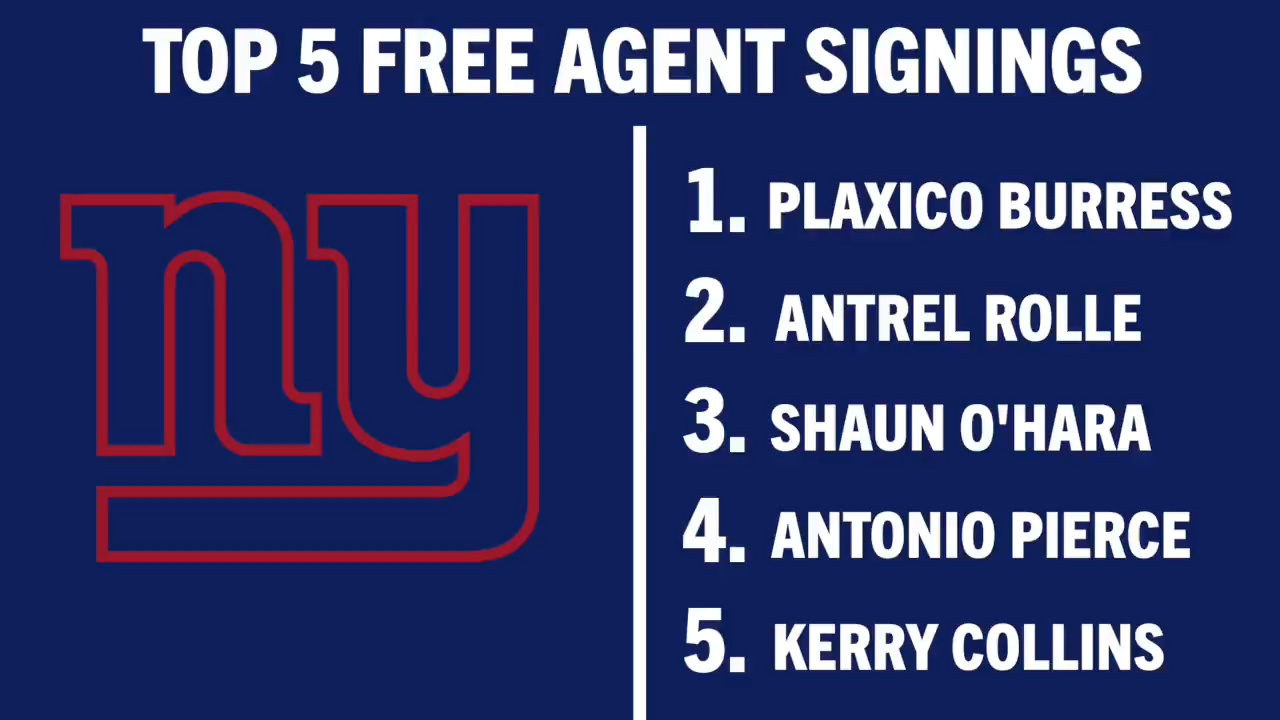 TOP 5 FREE AGENT SIGNINGS
ny
1. PLAXICO BURRESS
2. ANTREL ROLLE
3. SHAUN O'HARA
4. ANTONIO PIERCE
5. KERRY COLLINS